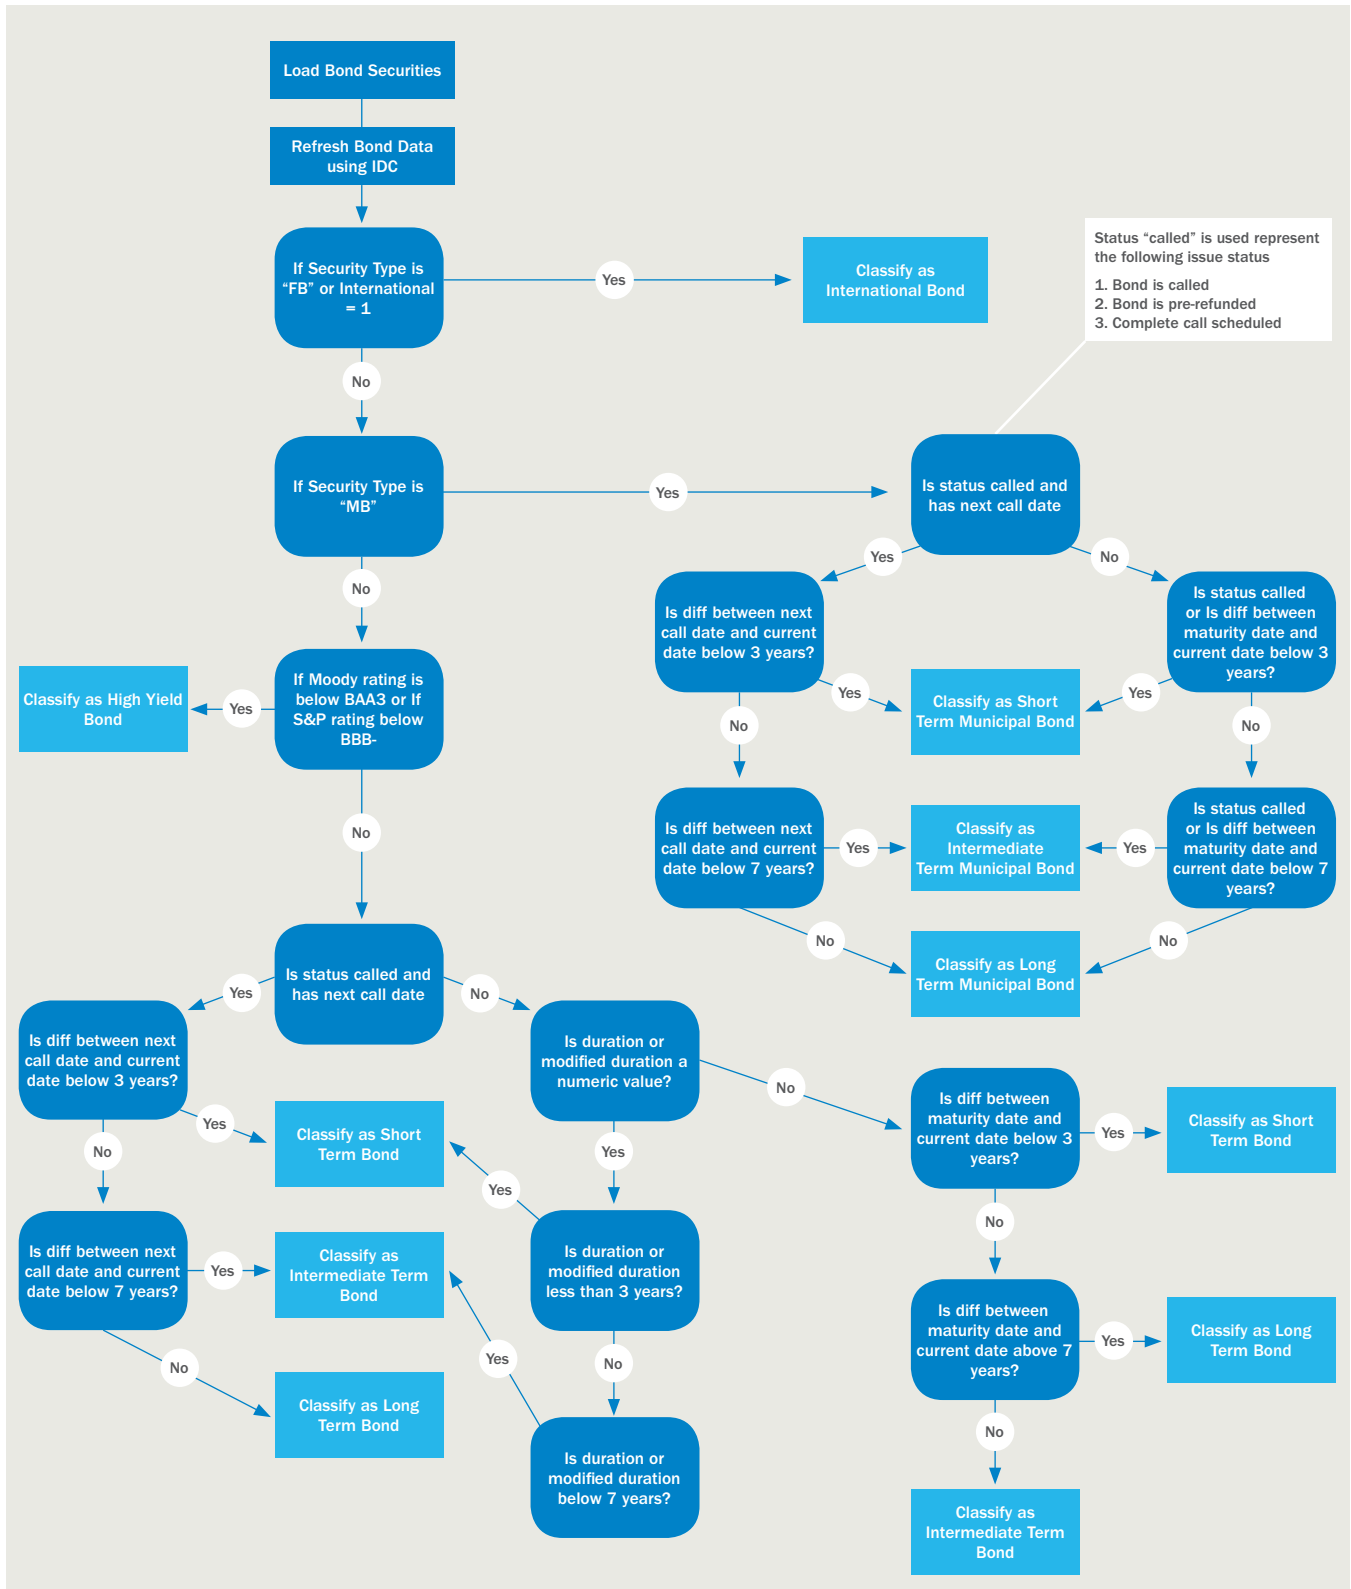 Load Bond Securities
Refresh Bond Data
using IDC
If Security Type is
“FB” or International
= 1
Yes
Classify as
International Bond
Status “called” is used represent
the following issue status
1. Bond is called
2. Bond is pre-refunded
3. Complete call scheduled
No
If Security Type is
“MB”
Yes
Is status called and
has next call date
Yes
No
Is diff between next
call date and current
date below 3 years?
Is status called
or Is diff between
maturity date and
current date below 3
years?
Yes
Classify as Short
Term Municipal Bond
Yes
No
No
Is diff between next
call date and current
date below 7 years?
Yes
Classify as
Intermediate
Term Municipal Bond
Yes
Is status called
or Is diff between
maturity date and
current date below 7
years?
No
Classify as Long
Term Municipal Bond
No
No
If Moody rating is
below BAA3 or If
S&P rating below
BBB-
Yes
Classify as High Yield
Bond
No
Is status called and
has next call date
Yes
No
Is diff between next
call date and current
date below 3 years?
Yes
Classify as Short
Term Bond
No
Is diff between next
call date and current
date below 7 years?
Yes
Classify as
Intermediate Term
Bond
No
Classify as Long
Term Bond
Is duration or
modified duration a
numeric value?
Yes
No
Is duration or
modified duration
less than 3 years?
Yes
No
Is duration or
modified duration
below 7 years?
Yes
Is diff between
maturity date and
current date below 3
years?
Yes
Classify as Short
Term Bond
No
Is diff between
maturity date and
current date above 7
years?
Yes
Classify as Long
Term Bond
No
Classify as
Intermediate Term
Bond